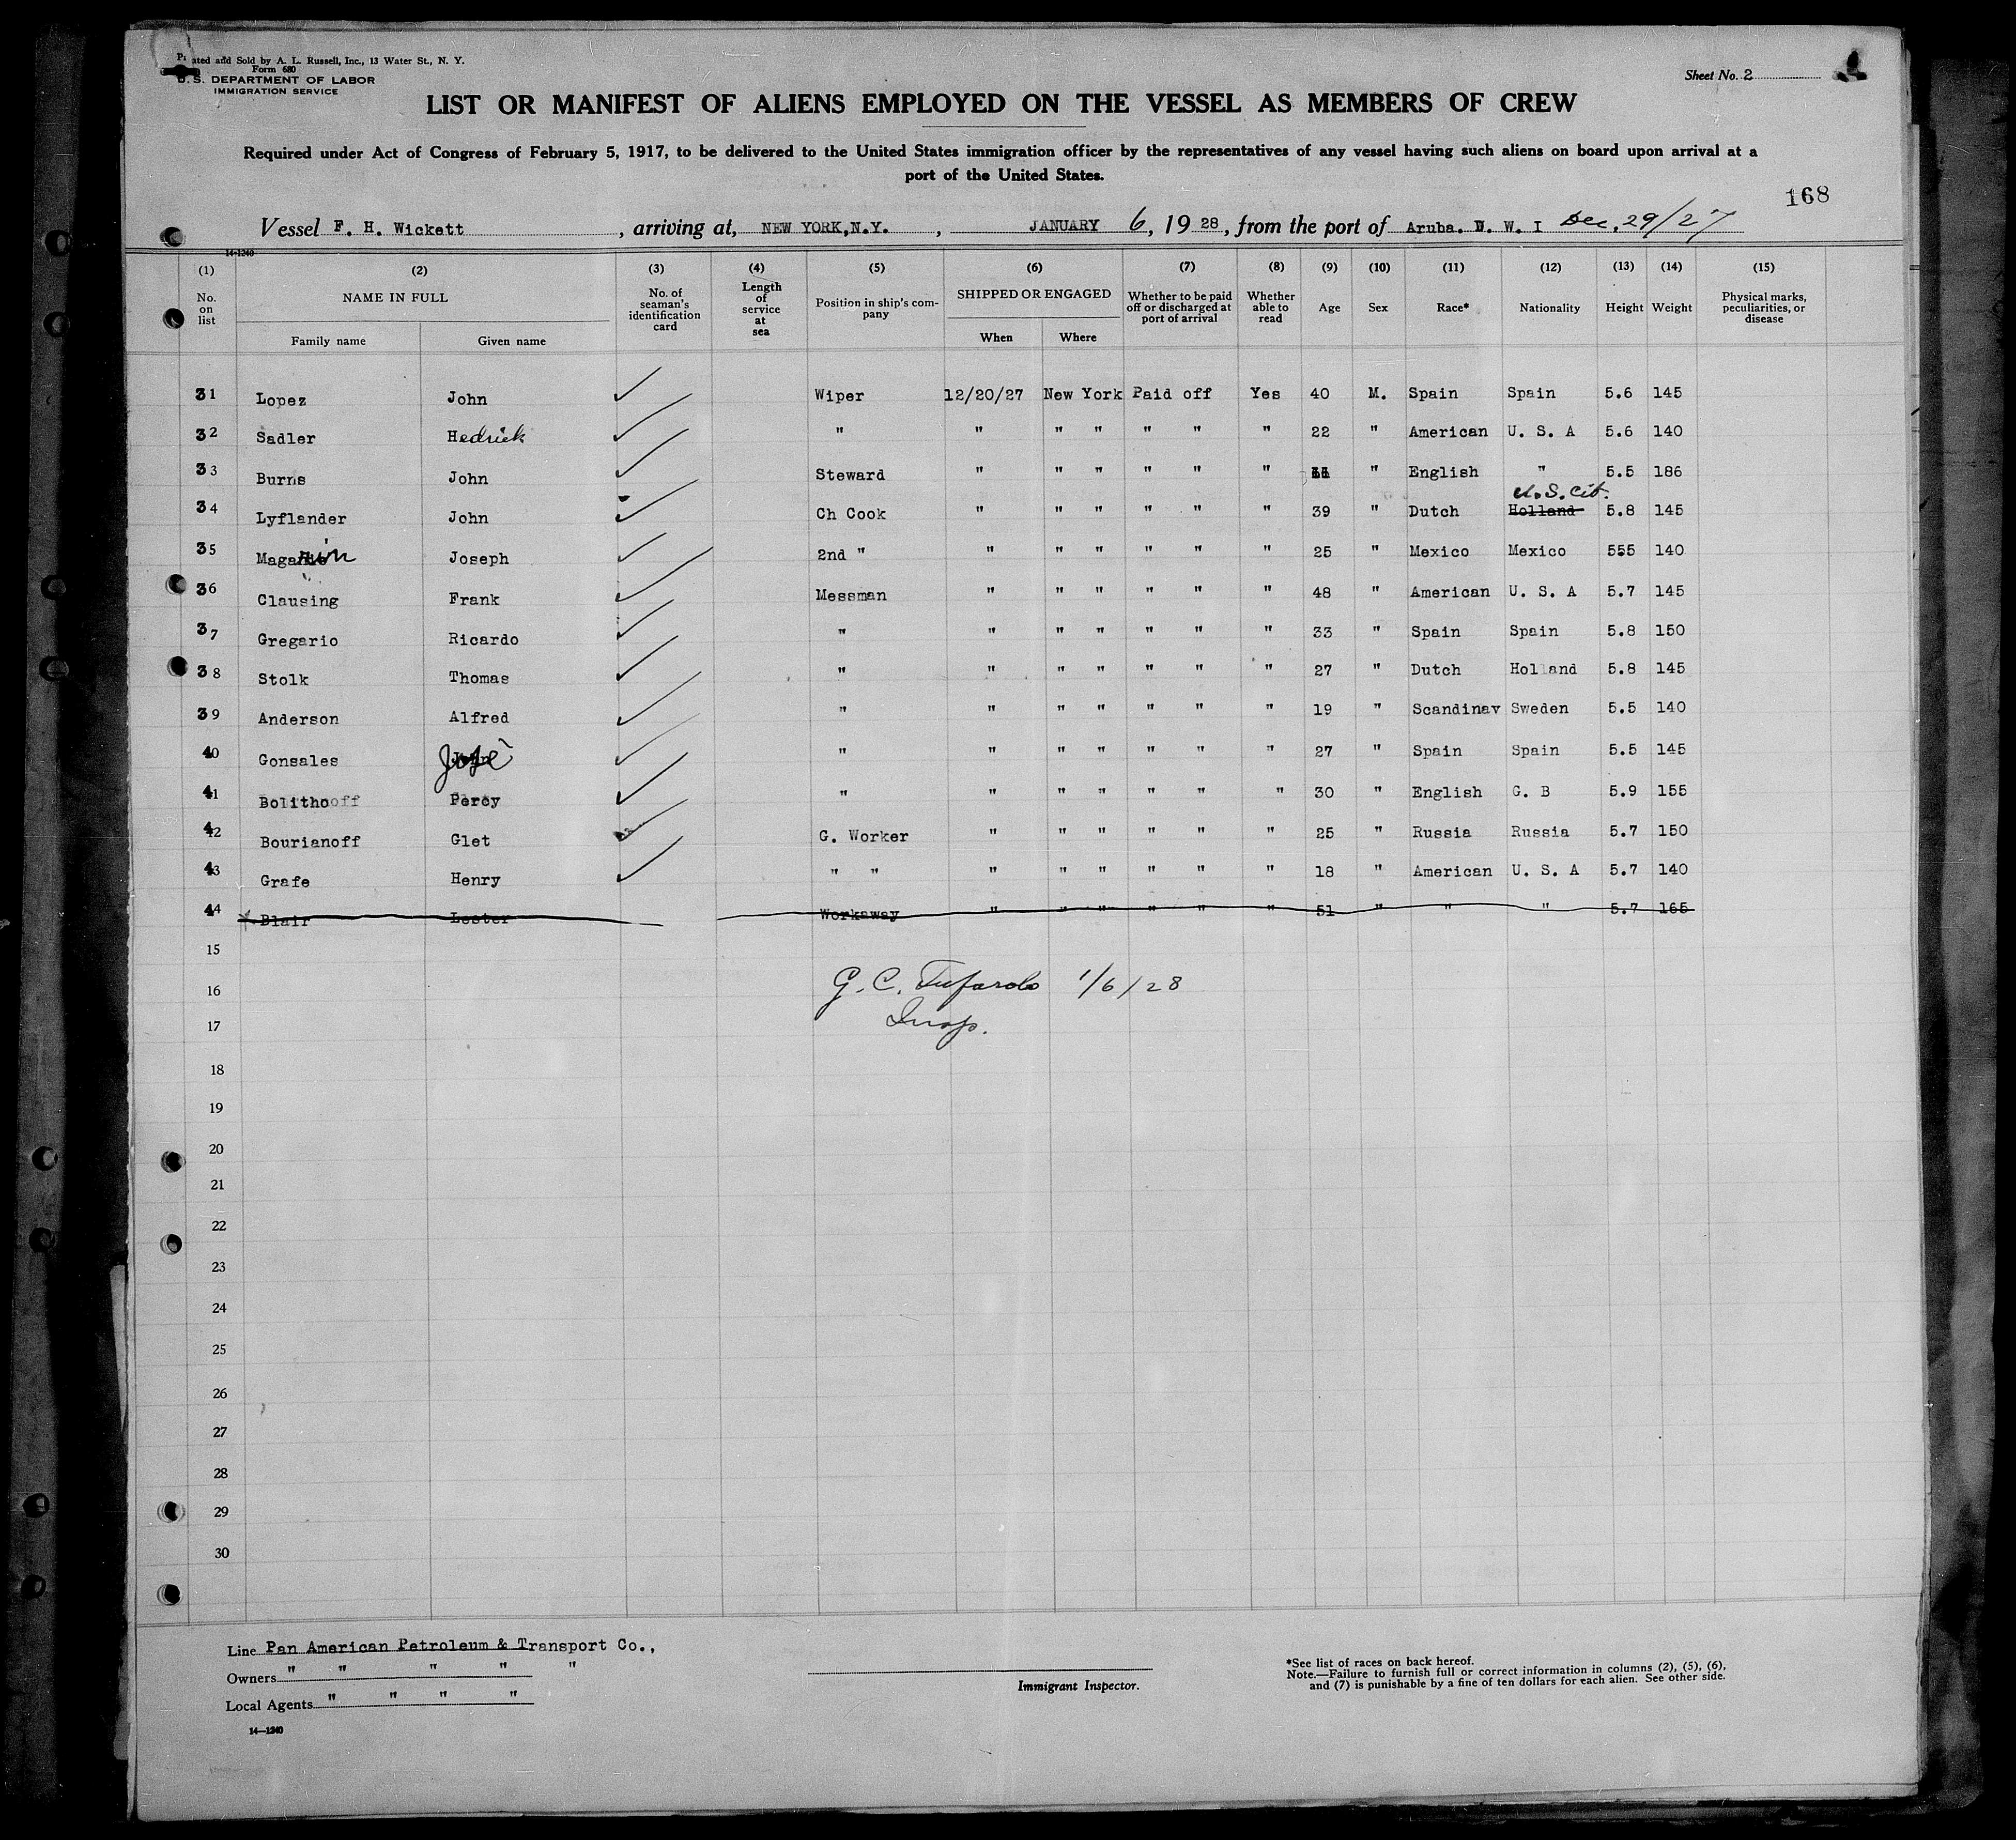 Printed and Sold by A. L. Russell, Inc., 13 Water St., N. Y.
Form 680
U.S. DEPARTMENT OF LABOR
IMMIGRATION SERVICE
Sheet No. 2
LIST OR MANIFEST OF ALIENS EMPLOYED ON THE VESSEL AS MEMBERS OF CREW
Required under Act of Congress of February 5, 1917, to be delivered to the United States immigration officer by the representatives of any vessel having such aliens on board upon arrival at a
port of the United States.
168
Vessel F. H. Wickett, arriving at, NEW YORK,N.Y., JANUARY 6, 1928, from the port of Aruba. D. W. I Dec. 29/27
14-1240
(1) (2) (3) (4) (5) (6) (7) (8) (9) (10) (11) (12) (13) (14) (15)
No. on list NAME IN FULL Family name Given name No. of seaman's identification card Length of service at sea Position in ship's company SHIPPED OR ENGAGED When Where Whether to be paid off or discharged at port of arrival Whether able to read Age Sex Race* Nationality Height Weight Physical marks, peculiarities, or disease
31 Lopez John Wiper 12/20/27 New York Paid off Yes 40 M. Spain Spain 5.6 145
32 Sadler Hedrick " " " " " " " 22 " American U. S. A 5.6 140
33 Burns John Steward " " " " " " " English " 5.5 186
34 Lyflander John Ch Cook " " " " " " 39 " Dutch Holland U.S. Cit. 5.8 145
35 Joseph 2nd " " " " " " " 25 " Mexico Mexico 555 140
36 Clausing Frank Messman " " " " " " 48 " American U. S. A 5.7 145
37 Gregario Ricardo " " " " " " " 33 " Spain Spain 5.8 150
38 Stolk Thomas " " " " " " " 27 " Dutch Holland 5.8 145
39 Anderson Alfred " " " " " " " 19 " Scandinav Sweden 5.5 140
40 Gonsales José " " " " " " " 27 " Spain Spain 5.5 145
41 Bolithooff Percy " " " " " " " 30 " English G. B 5.9 155
42 Bourianoff Glet G. Worker " " " " " " 25 " Russia Russia 5.7 150
43 Grafe Henry " " " " " " " " 18 " American U. S. A 5.7 140
44 Blair Lester Workaway " " " " " " 51 " " " 5.7 165
15
16 G. C. Tufarolo 1/6/28
17 Insp.
18
19
20
21
22
23
24
25
26
27
28
29
30
Line Pan American Petroleum & Transport Co.,
Owners " " " " "
Local Agents " " " "
14—1240
Immigrant Inspector.
*See list of races on back hereof.
Note.—Failure to furnish full or correct information in columns (2), (5), (6),
and (7) is punishable by a fine of ten dollars for each alien. See other side.